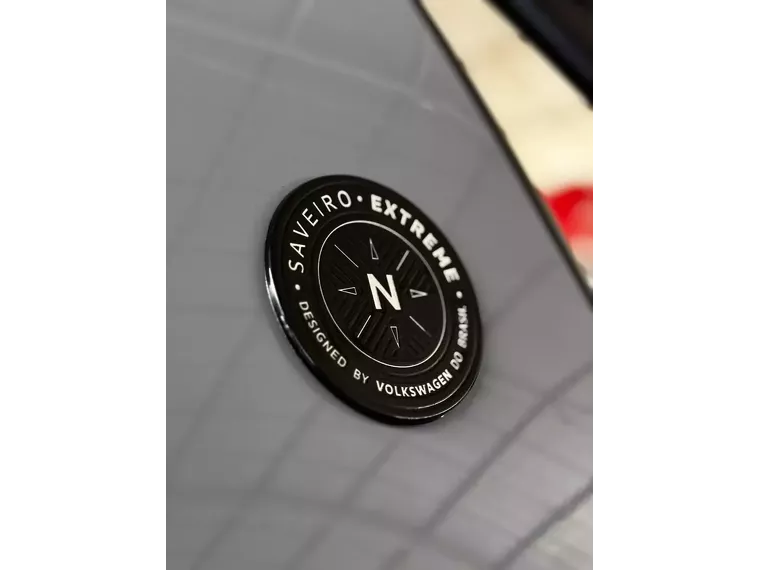 • SAVEIRO • EXTREME •
N
DESIGNED BY VOLKSWAGEN DO BRASIL